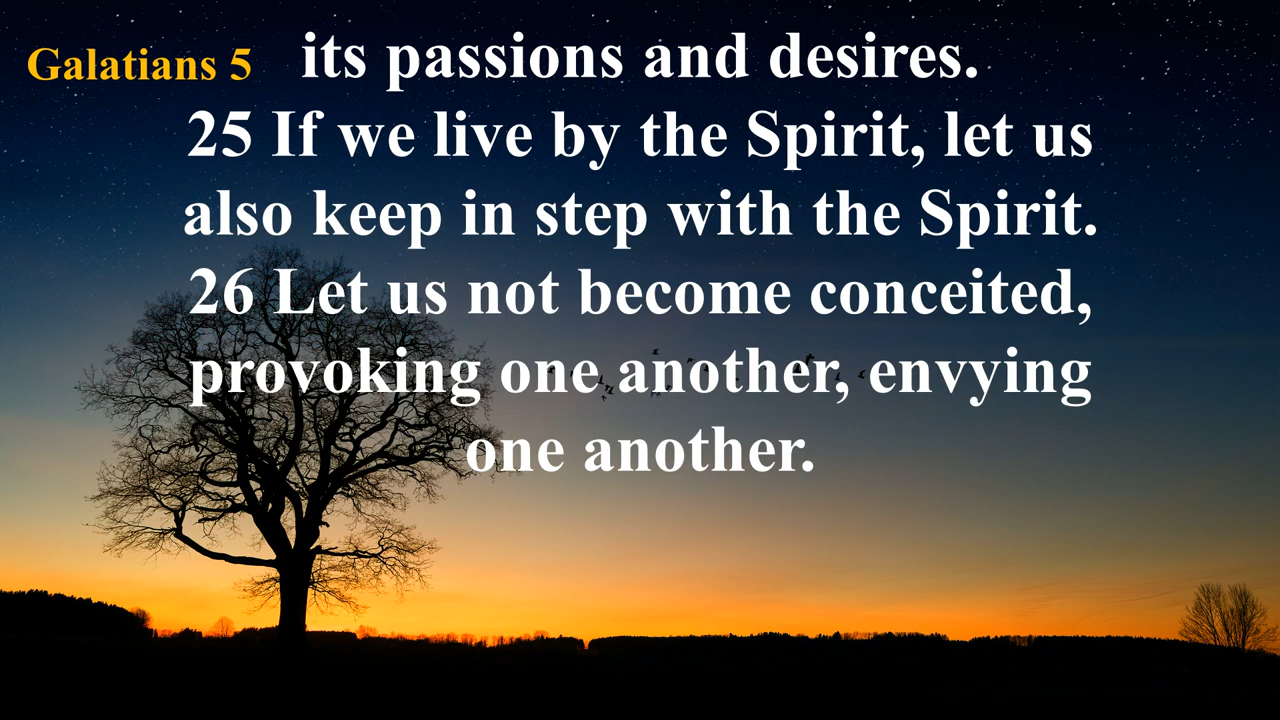 Galatians 5
its passions and desires.
25 If we live by the Spirit, let us
also keep in step with the Spirit.
26 Let us not become conceited,
provoking one another, envying
one another.